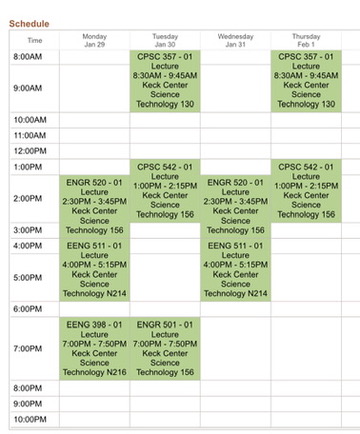 Schedule
Time
Monday
Jan 29
Tuesday
Jan 30
Wednesday
Jan 31
Thursday
Feb 1
8:00AM
CPSC 357 - 01
Lecture
8:30AM - 9:45AM
Keck Center
Science
Technology 130
CPSC 357 - 01
Lecture
8:30AM - 9:45AM
Keck Center
Science
Technology 130
9:00AM
10:00AM
11:00AM
12:00PM
1:00PM
CPSC 542 - 01
Lecture
1:00PM - 2:15PM
Keck Center
Science
Technology 156
CPSC 542 - 01
Lecture
1:00PM - 2:15PM
Keck Center
Science
Technology 156
2:00PM
ENGR 520 - 01
Lecture
2:30PM - 3:45PM
Keck Center
Science
Technology 156
ENGR 520 - 01
Lecture
2:30PM - 3:45PM
Keck Center
Science
Technology 156
3:00PM
4:00PM
EENG 511 - 01
Lecture
4:00PM - 5:15PM
Keck Center
Science
Technology N214
EENG 511 - 01
Lecture
4:00PM - 5:15PM
Keck Center
Science
Technology N214
5:00PM
6:00PM
7:00PM
EENG 398 - 01
Lecture
7:00PM - 7:50PM
Keck Center
Science
Technology N216
ENGR 501 - 01
Lecture
7:00PM - 7:50PM
Keck Center
Science
Technology 156
8:00PM
9:00PM
10:00PM